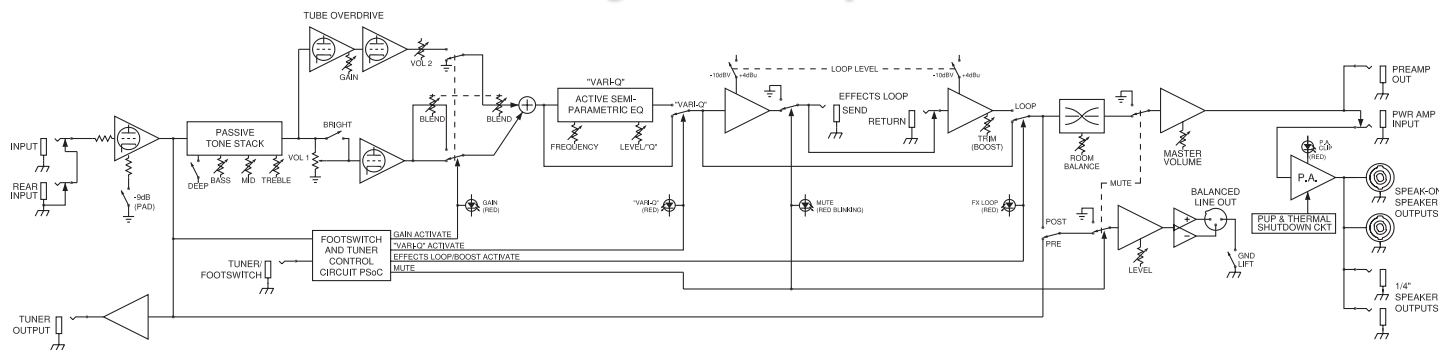 TUBE OVERDRIVE
GAIN
VOL 2
BRIGHT
VOL 1
BLEND
BLEND
INPUT
REAR
INPUT
-9dB
(PAD)
PASSIVE
TONE STACK
DEEP
BASS
MID
TREBLE
"VARI-Q"
ACTIVE SEMI-
PARAMETRIC EQ
FREQUENCY
LEVEL/"Q"
"VARI-Q"
-10dBV
+4dBu
LOOP LEVEL
-10dBV
+4dBu
EFFECTS LOOP
SEND
RETURN
TRIM
(BOOST)
LOOP
ROOM
BALANCE
MASTER
VOLUME
PREAMP
OUT
PWR AMP
INPUT
P.A.
CLIP
(RED)
P.A.
PUP & THERMAL
SHUTDOWN CKT
SPEAK-ON
SPEAKER
OUTPUTS
1/4"
SPEAKER
OUTPUTS
GAIN
(RED)
"VARI-Q"
(RED)
MUTE
(RED BLINKING)
FX LOOP
(RED)
MUTE
POST
PRE
LEVEL
BALANCED
LINE OUT
GND
LIFT
FOOTSWITCH
AND TUNER
CONTROL
CIRCUIT PSoC
GAIN ACTIVATE
"VARI-Q" ACTIVATE
EFFECTS LOOP/BOOST ACTIVATE
MUTE
TUNER/
FOOTSWITCH
TUNER
OUTPUT